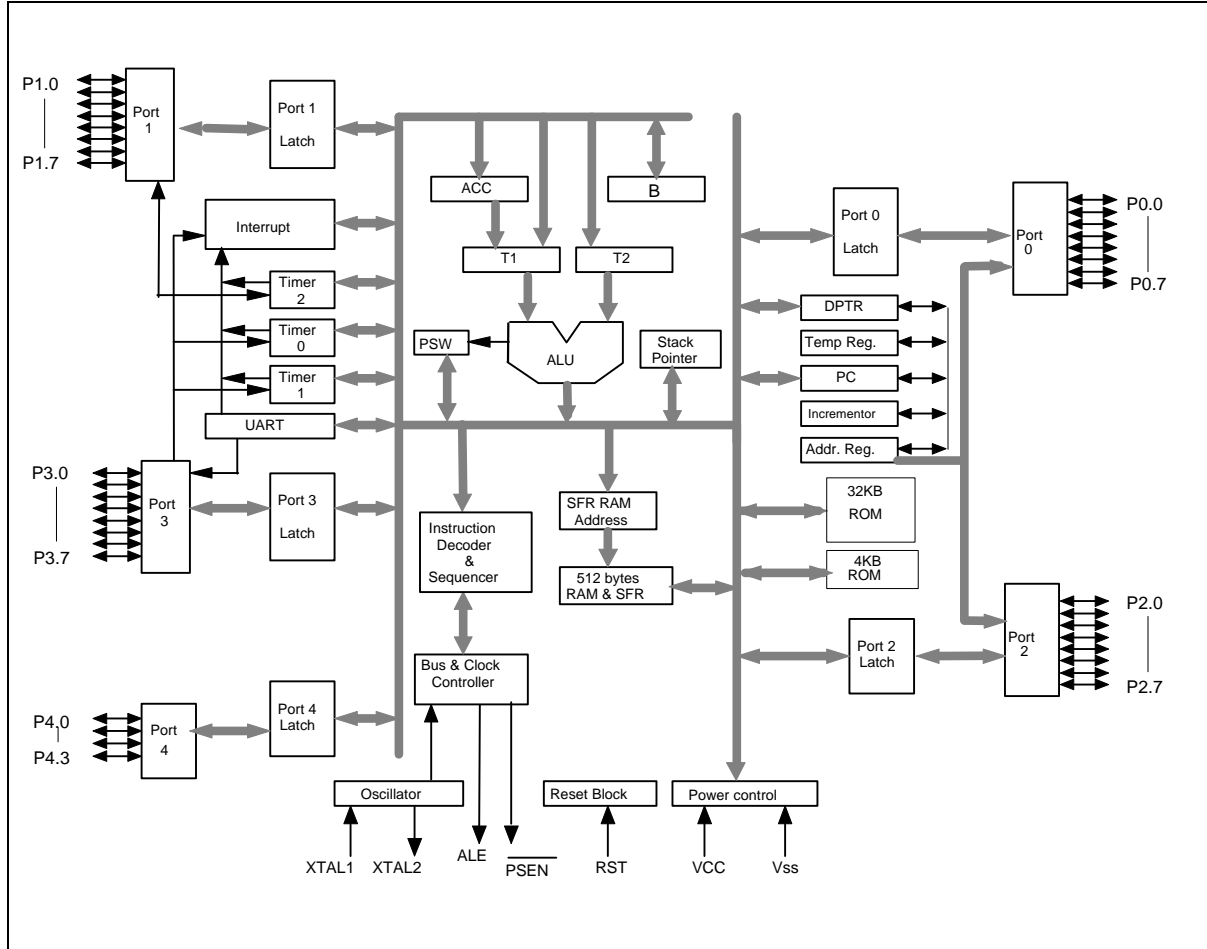 P1.0
P1.7
Port
1
Port 1
Latch
ACC
B
Interrupt
T1
T2
Timer
2
Timer
0
Timer
1
UART
PSW
ALU
Stack
Pointer
Port 0
Latch
Port
0
P0.0
P0.7
DPTR
Temp Reg.
PC
Incrementor
Addr. Reg.
P3.0
P3.7
Port
3
Port 3
Latch
Instruction
Decoder
&
Sequencer
SFR RAM
Address
512 bytes
RAM & SFR
32KB
ROM
4KB
ROM
Port 2
Latch
Port
2
P2.0
P2.7
Bus & Clock
Controller
P4.0
P4.3
Port
4
Port 4
Latch
Oscillator
Reset Block
Power control
XTAL1
XTAL2
ALE
PSEN
RST
VCC
Vss